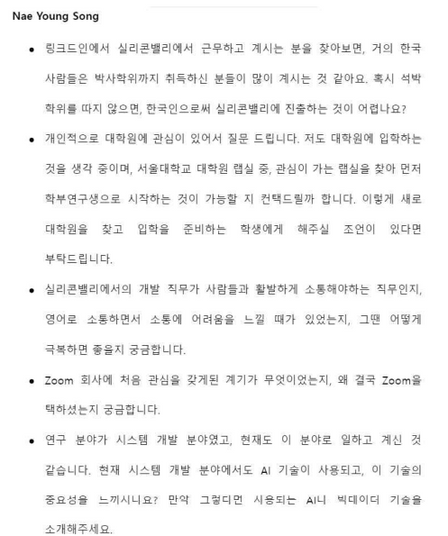 Nae Young Song
● 링크드인에서 실리콘밸리에서 근무하고 계시는 분을 찾아보면, 거의 한국
사람들은 박사학위까지 취득하신 분들이 많이 계시는 것 같아요. 혹시 석박
학위를 따지 않으면, 한국인으로써 실리콘밸리에 진출하는 것이 어렵나요?
● 개인적으로 대학원에 관심이 있어서 질문 드립니다. 저도 대학원에 입학하는
것을 생각 중이며, 서울대학교 대학원 랩실 중, 관심이 가는 랩실을 찾아 먼저
학부연구생으로 시작하는 것이 가능할 지 컨택드릴까 합니다. 이렇게 새로
대학원을 찾고 입학을 준비하는 학생에게 해주실 조언이 있다면
부탁드립니다.
● 실리콘밸리에서의 개발 직무가 사람들과 활발하게 소통해야하는 직무인지,
영어로 소통하면서 소통에 어려움을 느낄 때가 있었는지, 그땐 어떻게
극복하면 좋을지 궁금합니다.
● Zoom 회사에 처음 관심을 갖게된 계기가 무엇이었는지, 왜 결국 Zoom을
택하셨는지 궁금합니다.
● 연구 분야가 시스템 개발 분야였고, 현재도 이 분야로 일하고 계신 것
같습니다. 현재 시스템 개발 분야에서도 AI 기술이 사용되고, 이 기술의
중요성을 느끼시나요? 만약 그렇다면 사용되는 AI나 빅데이터 기술을
소개해주세요.